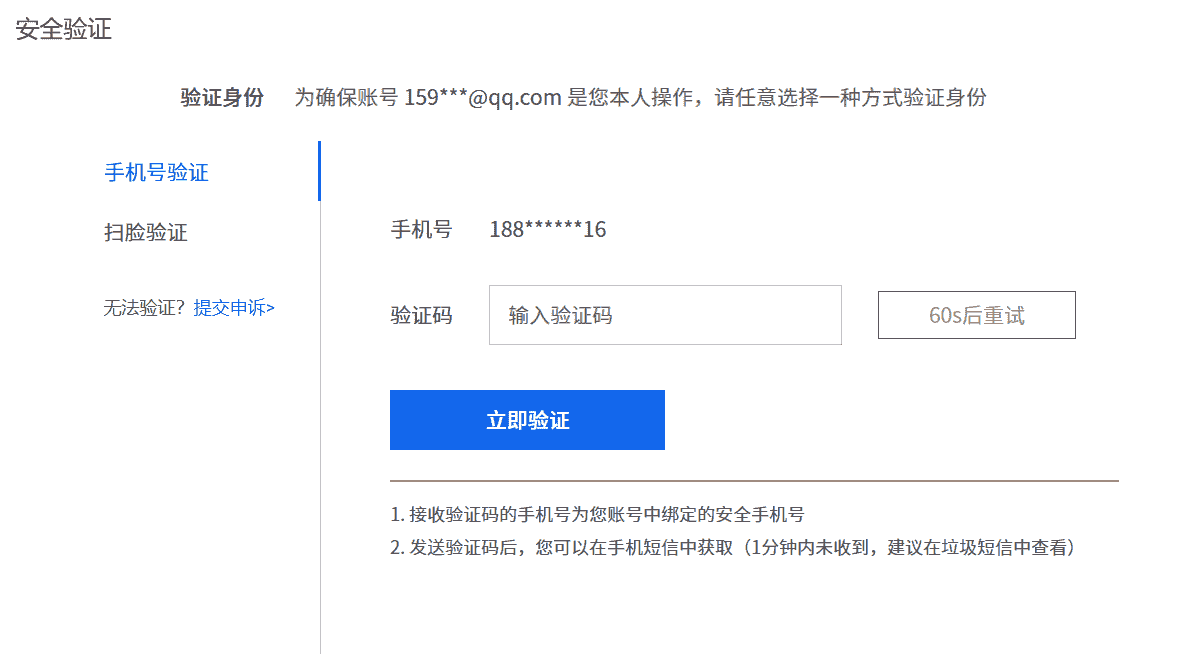 安全验证
验证身份 为确保账号 159***@qq.com 是您本人操作，请任意选择一种方式验证身份
手机号验证
扫脸验证
无法验证？提交申诉>
手机号 188******16
验证码 输入验证码 60s后重试
立即验证
1. 接收验证码的手机号为您账号中绑定的安全手机号
2. 发送验证码后，您可以在手机短信中获取（1分钟内未收到，建议在垃圾短信中查看）